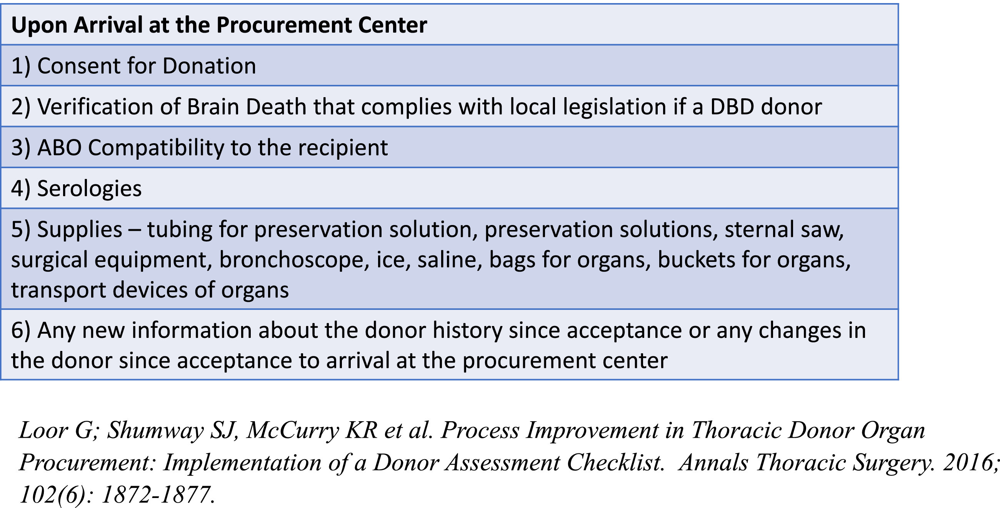 Upon Arrival at the Procurement Center
1) Consent for Donation
2) Verification of Brain Death that complies with local legislation if a DBD donor
3) ABO Compatibility to the recipient
4) Serologies
5) Supplies – tubing for preservation solution, preservation solutions, sternal saw,
surgical equipment, bronchoscope, ice, saline, bags for organs, buckets for organs,
transport devices of organs
6) Any new information about the donor history since acceptance or any changes in
the donor since acceptance to arrival at the procurement center
Loor G; Shumway SJ, McCurry KR et al. Process Improvement in Thoracic Donor Organ
Procurement: Implementation of a Donor Assessment Checklist.  Annals Thoracic Surgery. 2016;
102(6): 1872-1877.